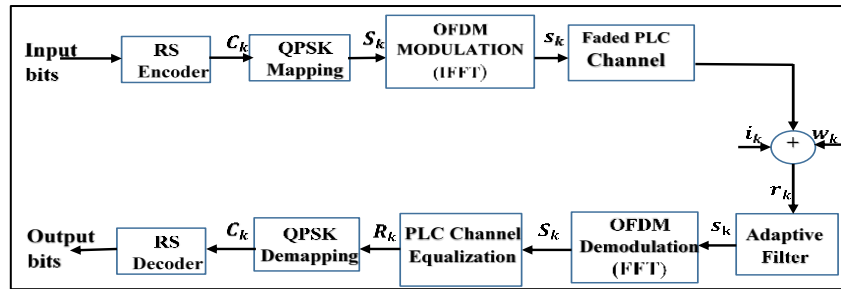 Input
bits
RS
Encoder
C_k
QPSK
Mapping
S_k
OFDM
MODULATION
(IFFT)
s_k
Faded PLC
Channel
i_k
+
w_k
r_k
Output
bits
RS
Decoder
C_k
QPSK
Demapping
R_k
PLC Channel
Equalization
S_k
OFDM
Demodulation
(FFT)
s_k
Adaptive
Filter